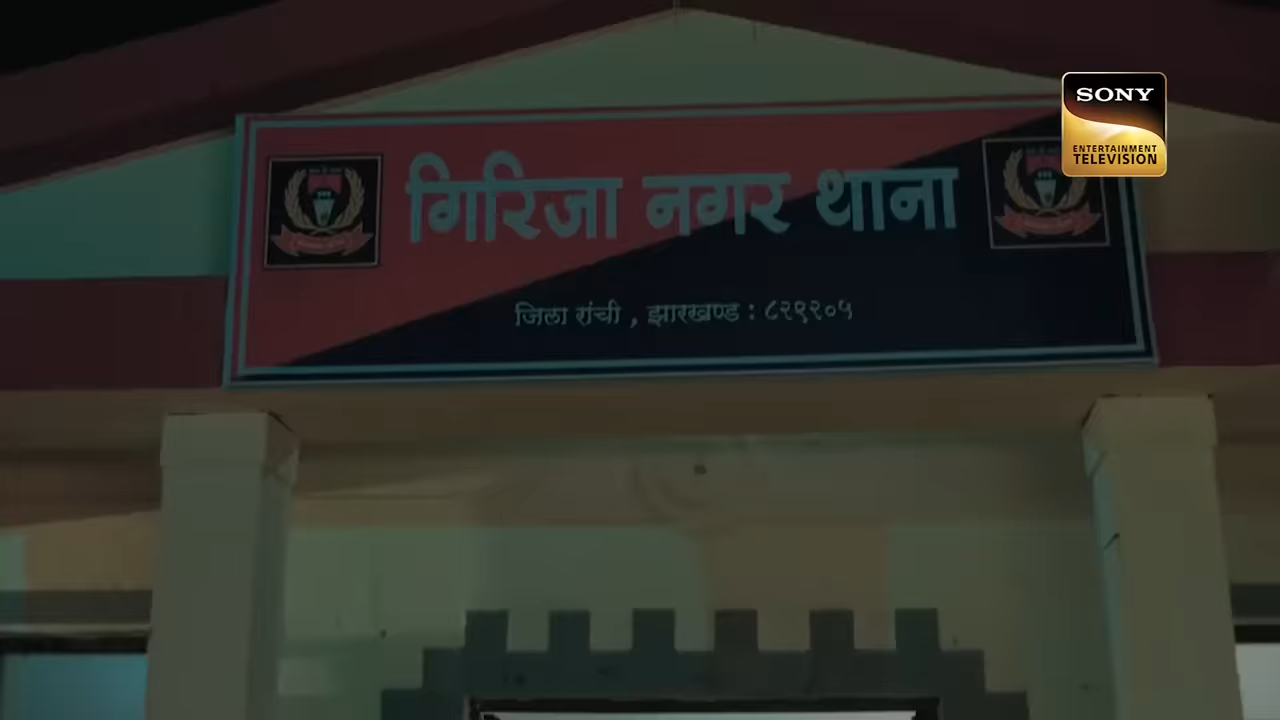 गिरिजा नगर थाना
जिला रांची , झारखण्ड : ८२९२०५
SONY
ENTERTAINMENT
TELEVISION